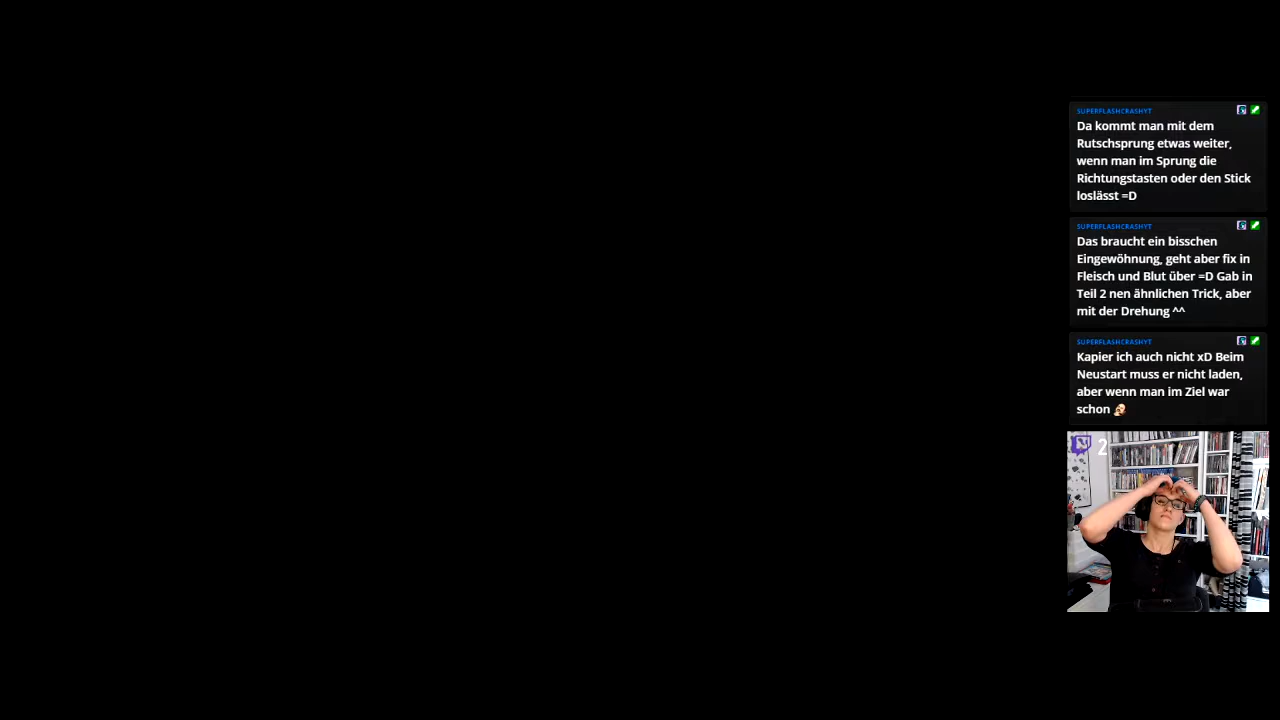 SUPERFLASHCRASHYT
Da kommt man mit dem
Rutschsprung etwas weiter,
wenn man im Sprung die
Richtungstasten oder den Stick
loslässt =D
SUPERFLASHCRASHYT
Das braucht ein bisschen
Eingewöhnung, geht aber fix in
Fleisch und Blut über =D Gab in
Teil 2 nen ähnlichen Trick, aber
mit der Drehung ^^
SUPERFLASHCRASHYT
Kapier ich auch nicht xD Beim
Neustart muss er nicht laden,
aber wenn man im Ziel war
schon
2